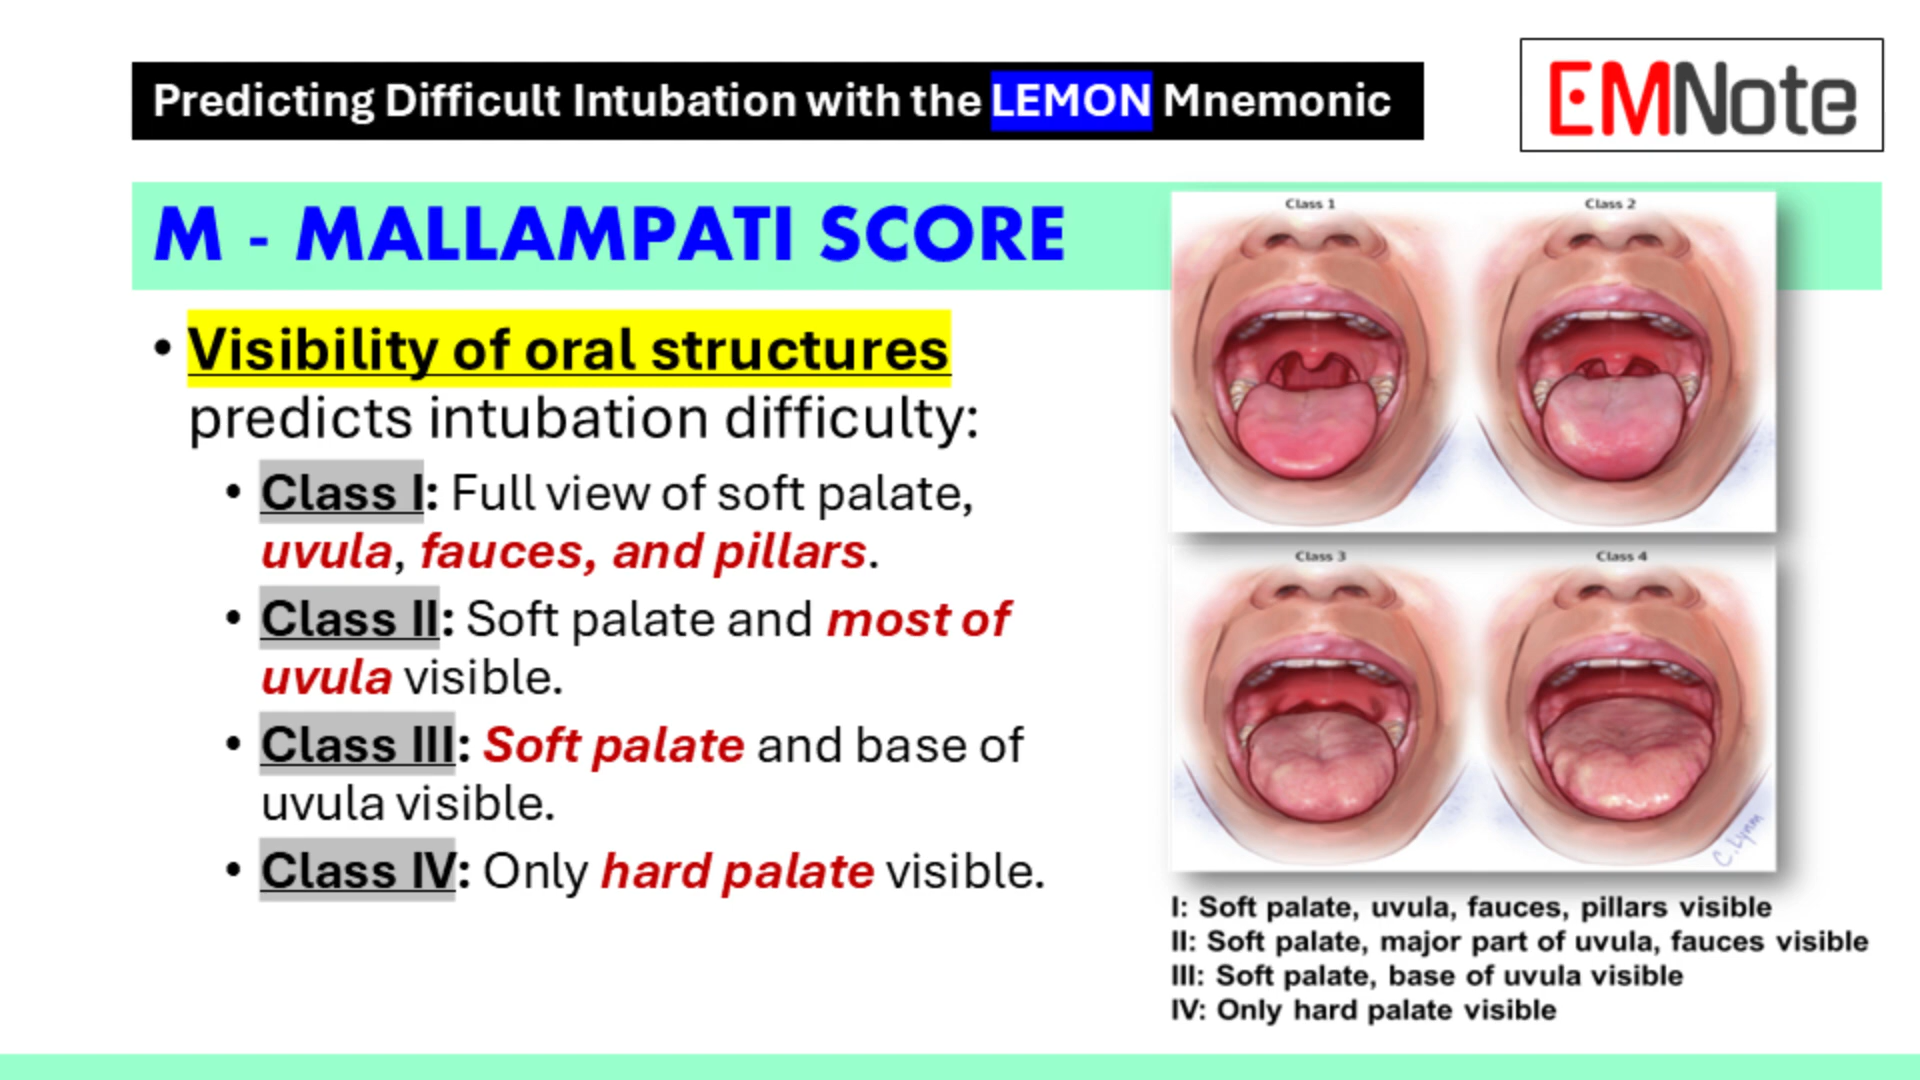 Predicting Difficult Intubation with the LEMON Mnemonic
EMNote
M - MALLAMPATI SCORE
• Visibility of oral structures
predicts intubation difficulty:
• Class I: Full view of soft palate,
uvula, fauces, and pillars.
• Class II: Soft palate and most of
uvula visible.
• Class III: Soft palate and base of
uvula visible.
• Class IV: Only hard palate visible.
Class 1
Class 2
Class 3
Class 4
C. Lynm
I: Soft palate, uvula, fauces, pillars visible
II: Soft palate, major part of uvula, fauces visible
III: Soft palate, base of uvula visible
IV: Only hard palate visible